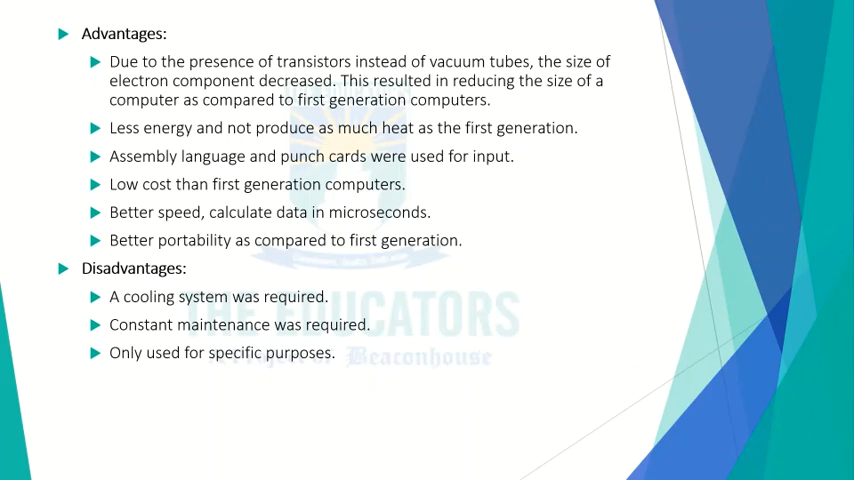 Advantages:
Due to the presence of transistors instead of vacuum tubes, the size of
electron component decreased. This resulted in reducing the size of a
computer as compared to first generation computers.
Less energy and not produce as much heat as the first generation.
Assembly language and punch cards were used for input.
Low cost than first generation computers.
Better speed, calculate data in microseconds.
Better portability as compared to first generation.
Disadvantages:
A cooling system was required.
THE EDUCATORS
Constant maintenance was required.
Only used for specific purposes.
Project of Beaconhouse